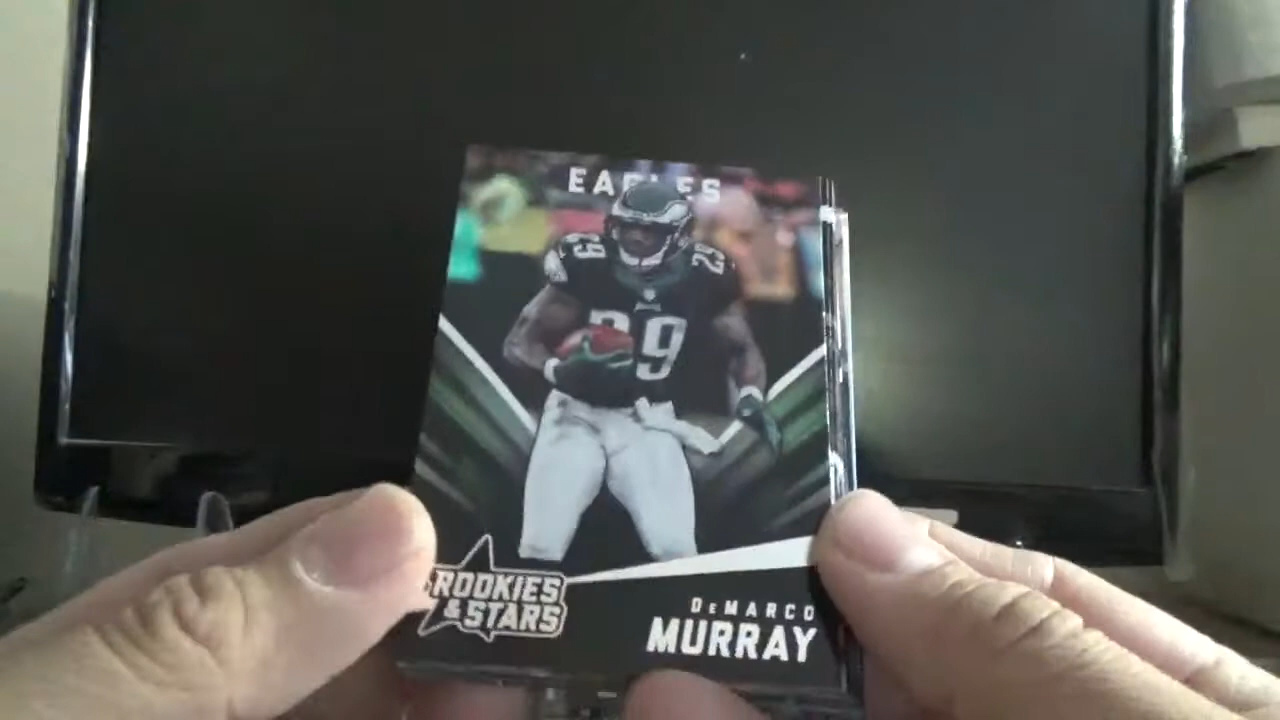 EAGLES
29 29
29
ROOKIES
& STARS
DeMARCO
MURRAY